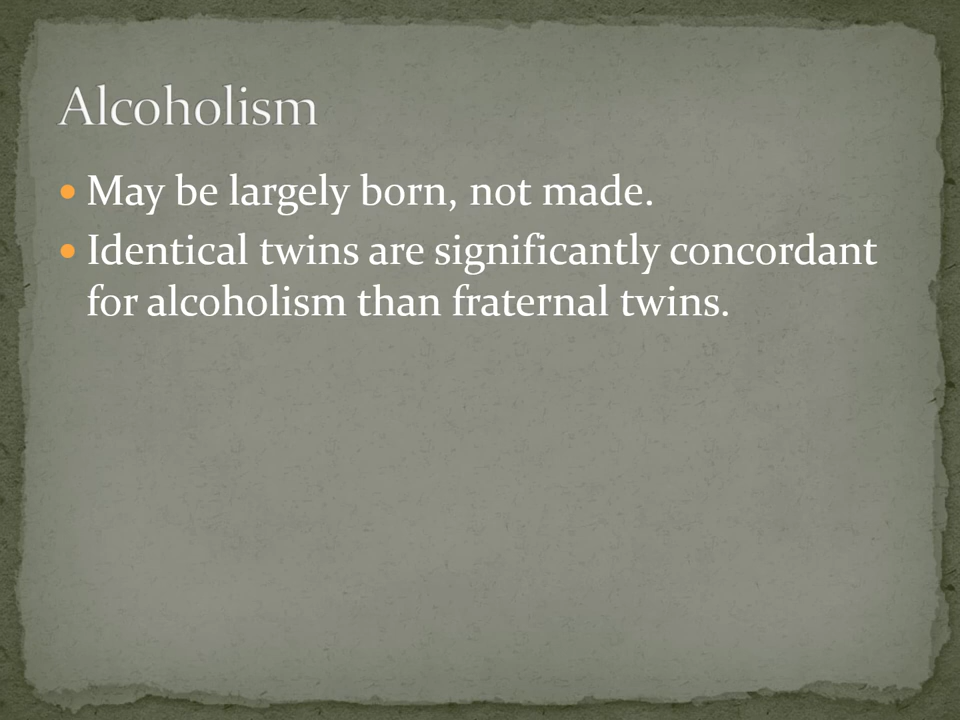 Alcoholism
May be largely born, not made.
Identical twins are significantly concordant
for alcoholism than fraternal twins.